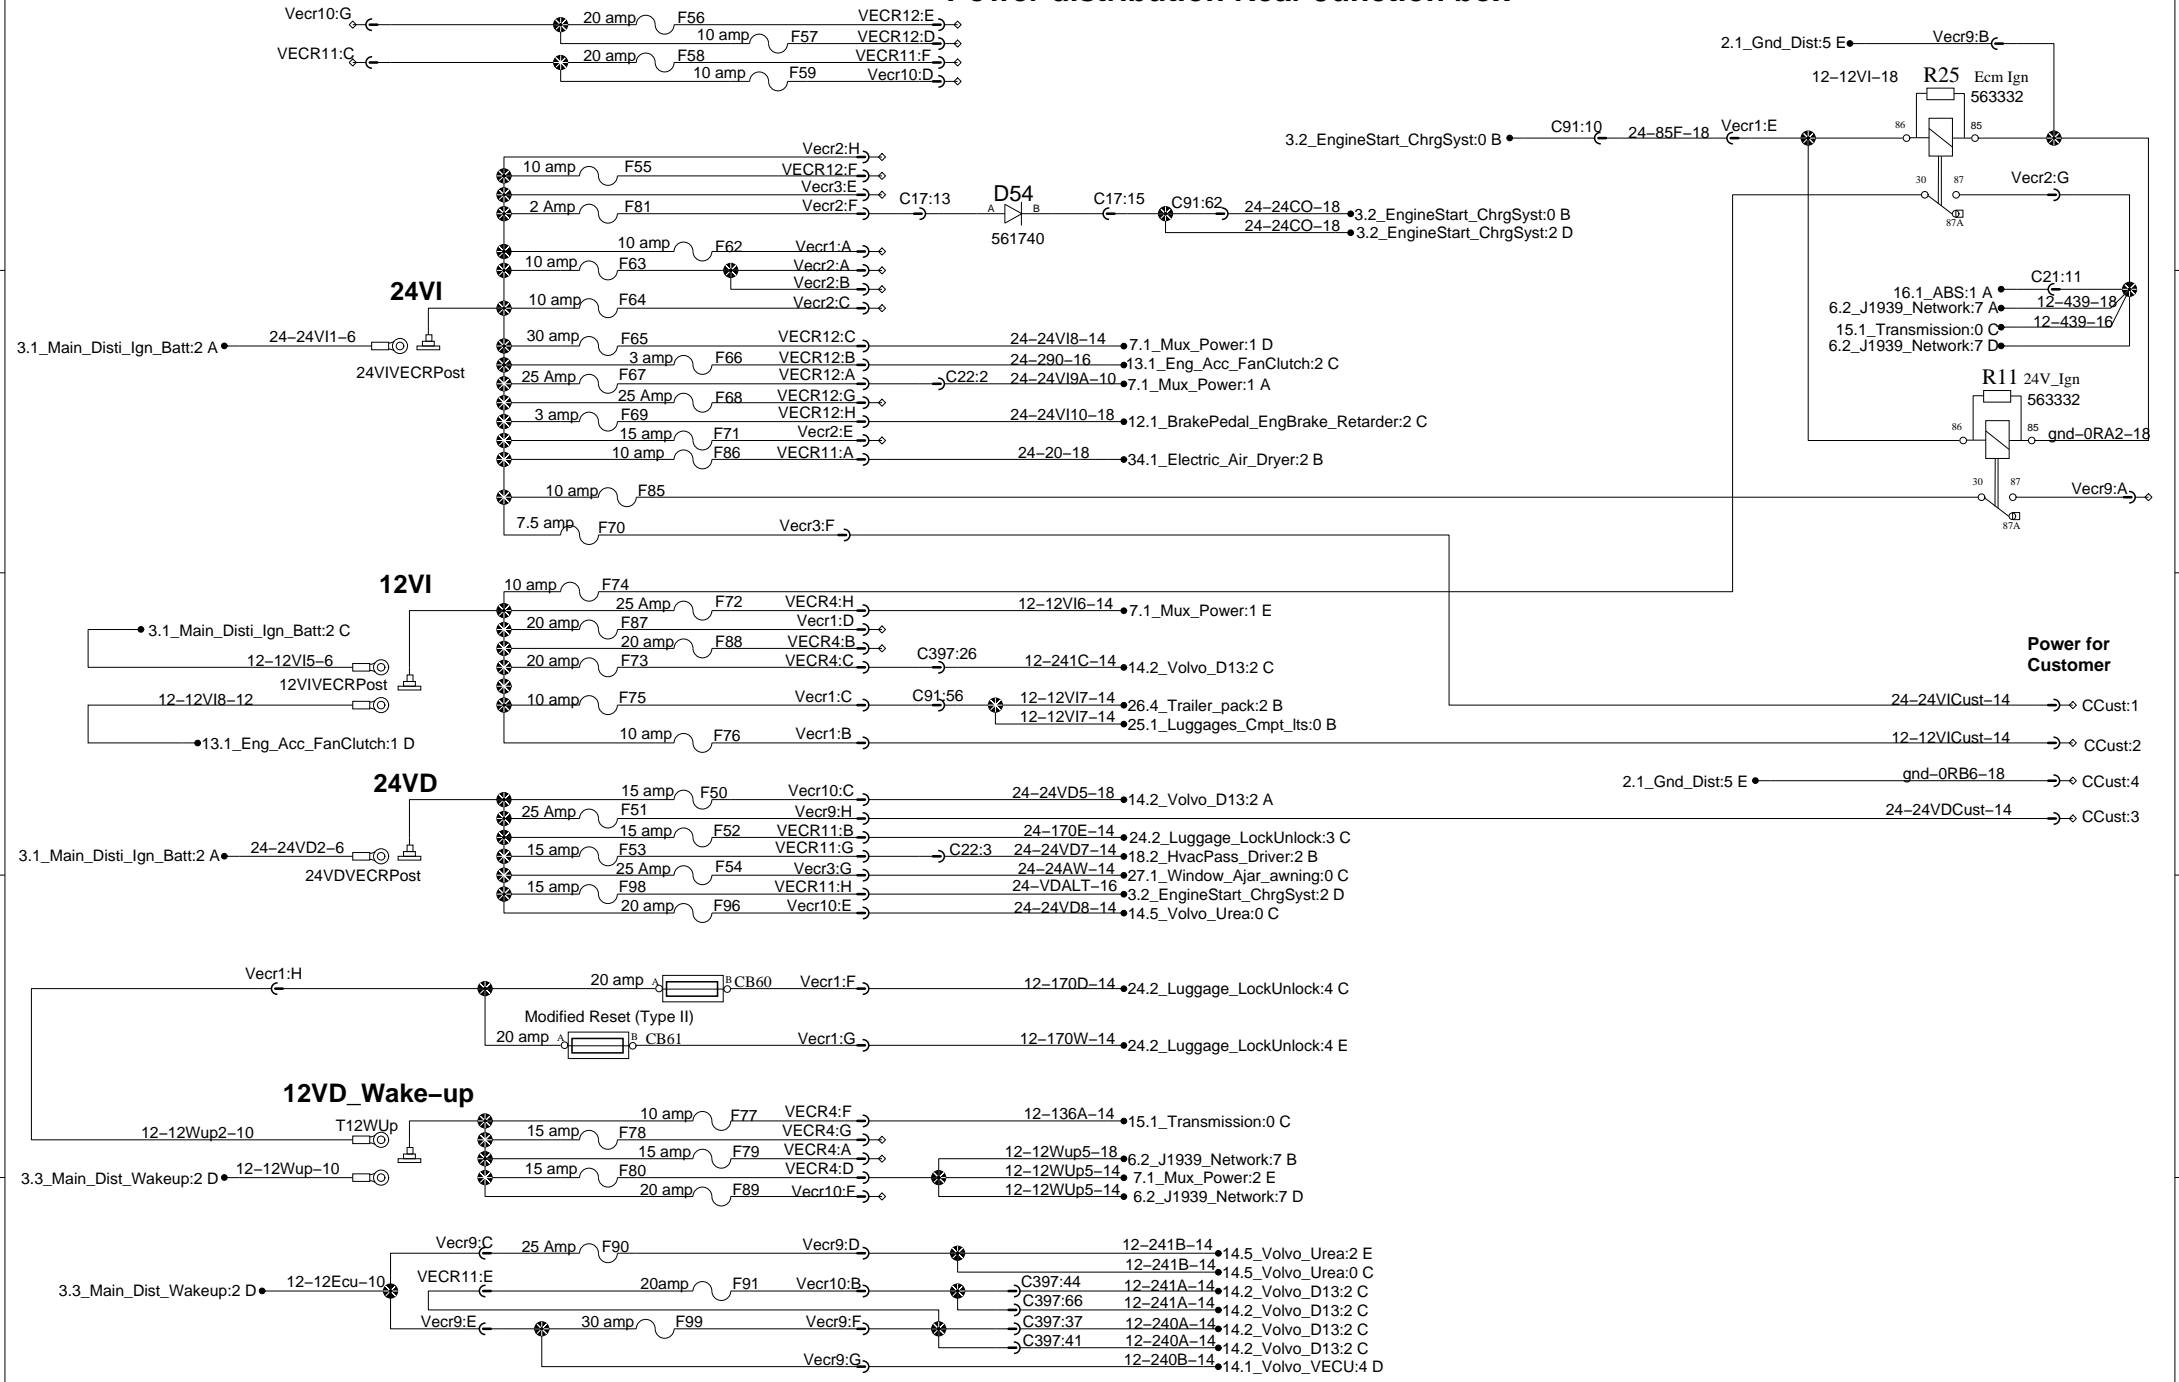 Power distribution Rear Junction box
Vecr10:G 20 amp F56 VECR12:E
10 amp F57 VECR12:D
VECR11:C 20 amp F58 VECR11:F
10 amp F59 Vecr10:D
2.1_Gnd_Dist:5 E Vecr9:B
12-12VI-18 R25 Ecm Ign
563332
3.2_EngineStart_ChrgSyst:0 B C91:10 24-85F-18 Vecr1:E 86 85
30 87 Vecr2:G
87A
Vecr2:H
10 amp F55 VECR12:F
Vecr3:E
2 Amp F81 Vecr2:F C17:13 A D54 B C17:15 C91:62 24-24CO-18 3.2_EngineStart_ChrgSyst:0 B
561740 24-24CO-18 3.2_EngineStart_ChrgSyst:2 D
10 amp F62 Vecr1:A
10 amp F63 Vecr2:A
Vecr2:B
24VI 10 amp F64 Vecr2:C
16.1_ABS:1 A C21:11
6.2_J1939_Network:7 A 12-439-18
15.1_Transmission:0 C 12-439-16
6.2_J1939_Network:7 D
3.1_Main_Disti_Ign_Batt:2 A 24-24VI1-6
24VIVECRPost
30 amp F65 VECR12:C 24-24VI8-14 7.1_Mux_Power:1 D
3 amp F66 VECR12:B 24-290-16 13.1_Eng_Acc_FanClutch:2 C
25 Amp F67 VECR12:A C22:2 24-24VI9A-10 7.1_Mux_Power:1 A
25 Amp F68 VECR12:G
3 amp F69 VECR12:H 24-24VI10-18 12.1_BrakePedal_EngBrake_Retarder:2 C
15 amp F71 Vecr2:E
10 amp F86 VECR11:A 24-20-18 34.1_Electric_Air_Dryer:2 B
R11 24V_Ign
563332
86 85 gnd-0RA2-18
10 amp F85 30 87 Vecr9:A
87A
7.5 amp F70 Vecr3:F
12VI 10 amp F74
25 Amp F72 VECR4:H 12-12VI6-14 7.1_Mux_Power:1 E
3.1_Main_Disti_Ign_Batt:2 C 20 amp F87 Vecr1:D
20 amp F88 VECR4:B
12-12VI5-6 20 amp F73 VECR4:C C397:26 12-241C-14 14.2_Volvo_D13:2 C
12VIVECRPost
Power for
Customer
12-12VI8-12 10 amp F75 Vecr1:C C91:56 12-12VI7-14 26.4_Trailer_pack:2 B 24-24VICust-14 CCust:1
12-12VI7-14 25.1_Luggages_Cmpt_lts:0 B
13.1_Eng_Acc_FanClutch:1 D 10 amp F76 Vecr1:B 12-12VICust-14 CCust:2
2.1_Gnd_Dist:5 E gnd-0RB6-18 CCust:4
24VD 15 amp F50 Vecr10:C 24-24VD5-18 14.2_Volvo_D13:2 A
25 Amp F51 Vecr9:H 24-24VDCust-14 CCust:3
15 amp F52 VECR11:B 24-170E-14 24.2_Luggage_LockUnlock:3 C
3.1_Main_Disti_Ign_Batt:2 A 24-24VD2-6 15 amp F53 VECR11:G C22:3 24-24VD7-14 18.2_HvacPass_Driver:2 B
24VDVECRPost 25 Amp F54 Vecr3:G 24-24AW-14 27.1_Window_Ajar_awning:0 C
15 amp F98 VECR11:H 24-VDALT-16 3.2_EngineStart_ChrgSyst:2 D
20 amp F96 Vecr10:E 24-24VD8-14 14.5_Volvo_Urea:0 C
Vecr1:H 20 amp A B CB60 Vecr1:F 12-170D-14 24.2_Luggage_LockUnlock:4 C
Modified Reset (Type II)
20 amp A B CB61 Vecr1:G 12-170W-14 24.2_Luggage_LockUnlock:4 E
12VD_Wake-up
T12WUp 10 amp F77 VECR4:F 12-136A-14 15.1_Transmission:0 C
12-12Wup2-10 15 amp F78 VECR4:G
15 amp F79 VECR4:A 12-12Wup5-18 6.2_J1939_Network:7 B
3.3_Main_Dist_Wakeup:2 D 12-12Wup-10 15 amp F80 VECR4:D 12-12WUp5-14 7.1_Mux_Power:2 E
20 amp F89 Vecr10:F 12-12WUp5-14 6.2_J1939_Network:7 D
Vecr9:C 25 Amp F90 Vecr9:D 12-241B-14 14.5_Volvo_Urea:2 E
12-241B-14 14.5_Volvo_Urea:0 C
3.3_Main_Dist_Wakeup:2 D 12-12Ecu-10 VECR11:E 20amp F91 Vecr10:B C397:44 12-241A-14 14.2_Volvo_D13:2 C
C397:66 12-241A-14 14.2_Volvo_D13:2 C
Vecr9:E 30 amp F99 Vecr9:F C397:37 12-240A-14 14.2_Volvo_D13:2 C
C397:41 12-240A-14 14.2_Volvo_D13:2 C
Vecr9:G 12-240B-14 14.1_Volvo_VECU:4 D